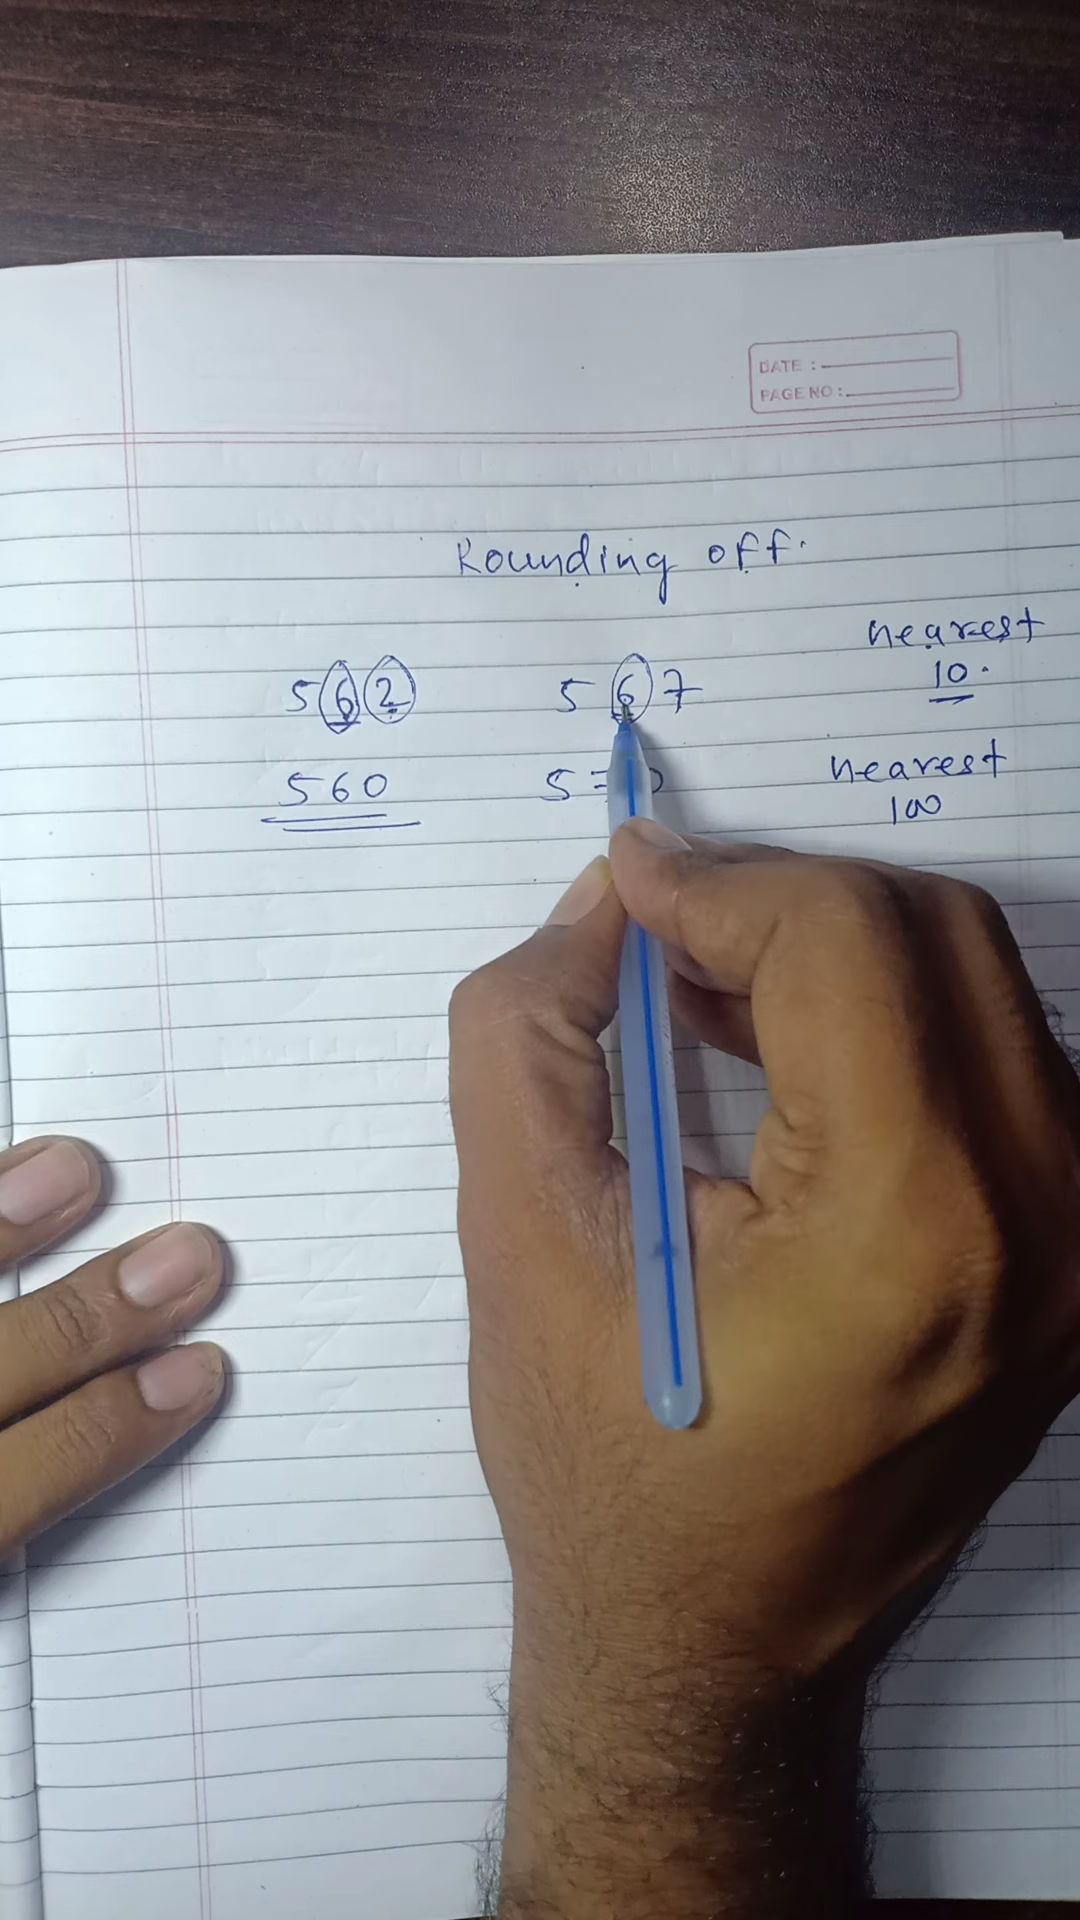 DATE :
PAGE NO :
Rounding off.
nearest
10.
562 567
560
nearest
100